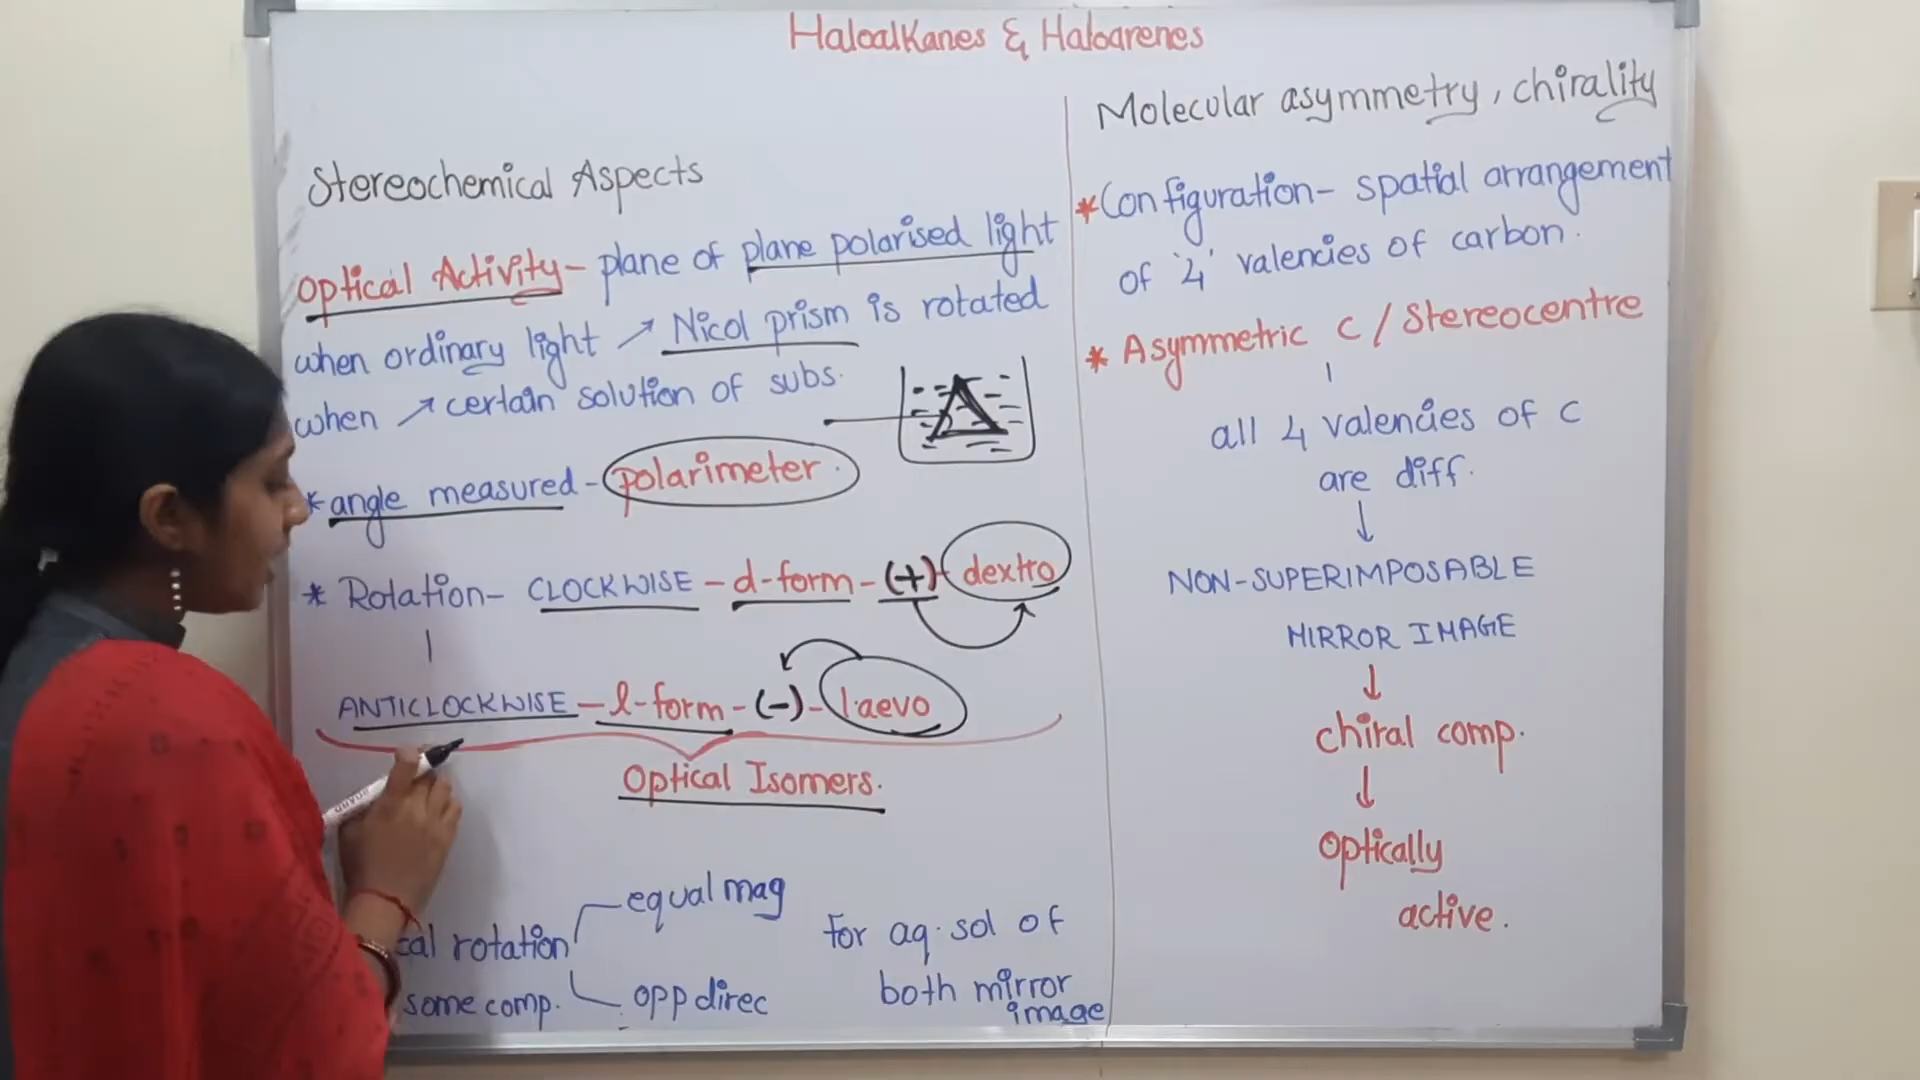 HaloalKanes & Haloarenes
Stereochemical Aspects
Optical Activity - plane of plane polarised light
when ordinary light ↗ Nicol prism is rotated
when ↗ certain solution of subs.
* angle measured - polarimeter.
* Rotation - CLOCKWISE - d-form - (+) - dextro
ANTICLOCKWISE - l-form - (-) - laevo
Optical Isomers.
cal rotation
some comp.
equal mag
opp direc
For aq. sol of
both mirror
image
Molecular asymmetry, chirality
* Configuration - spatial arrangement
of '4' valencies of carbon.
* Asymmetric C / Stereocentre
all 4 valencies of C
are diff.
↓
NON-SUPERIMPOSABLE
MIRROR IMAGE
↓
chiral comp.
↓
Optically
active.